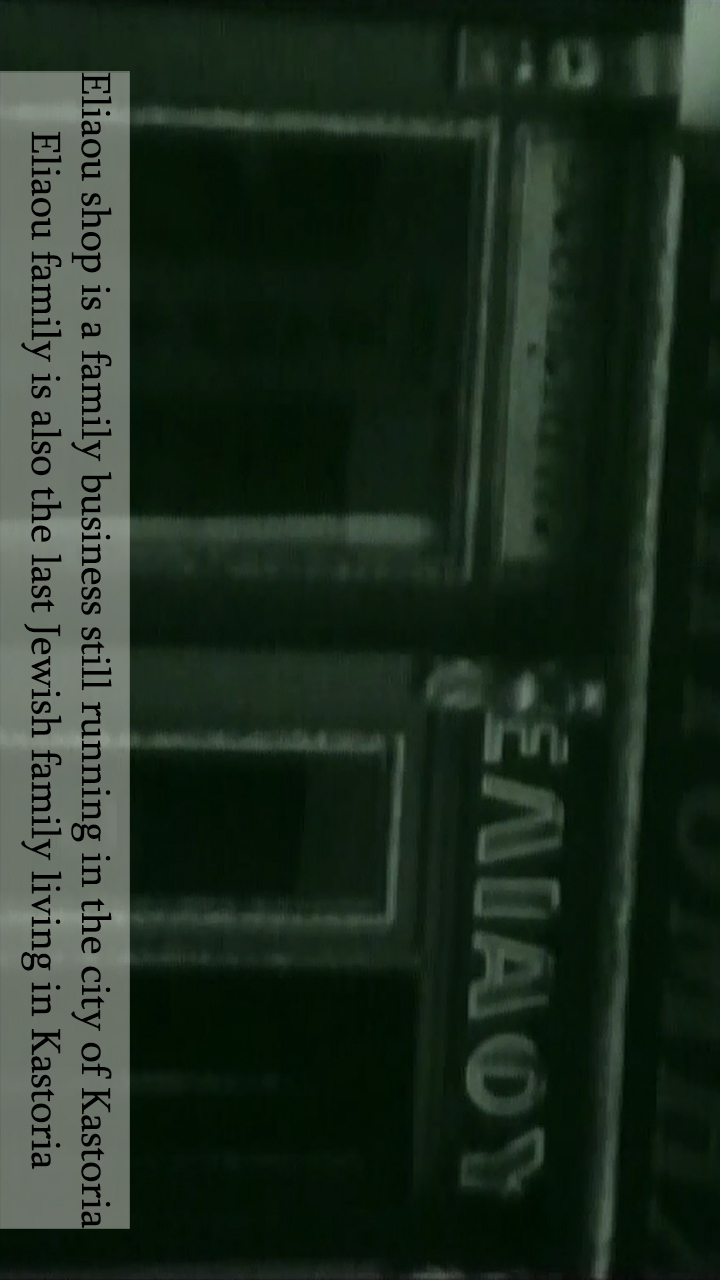 ΕΛΙΑΟΥ
Eliaou shop is a family business still running in the city of Kastoria
Eliaou family is also the last Jewish family living in Kastoria